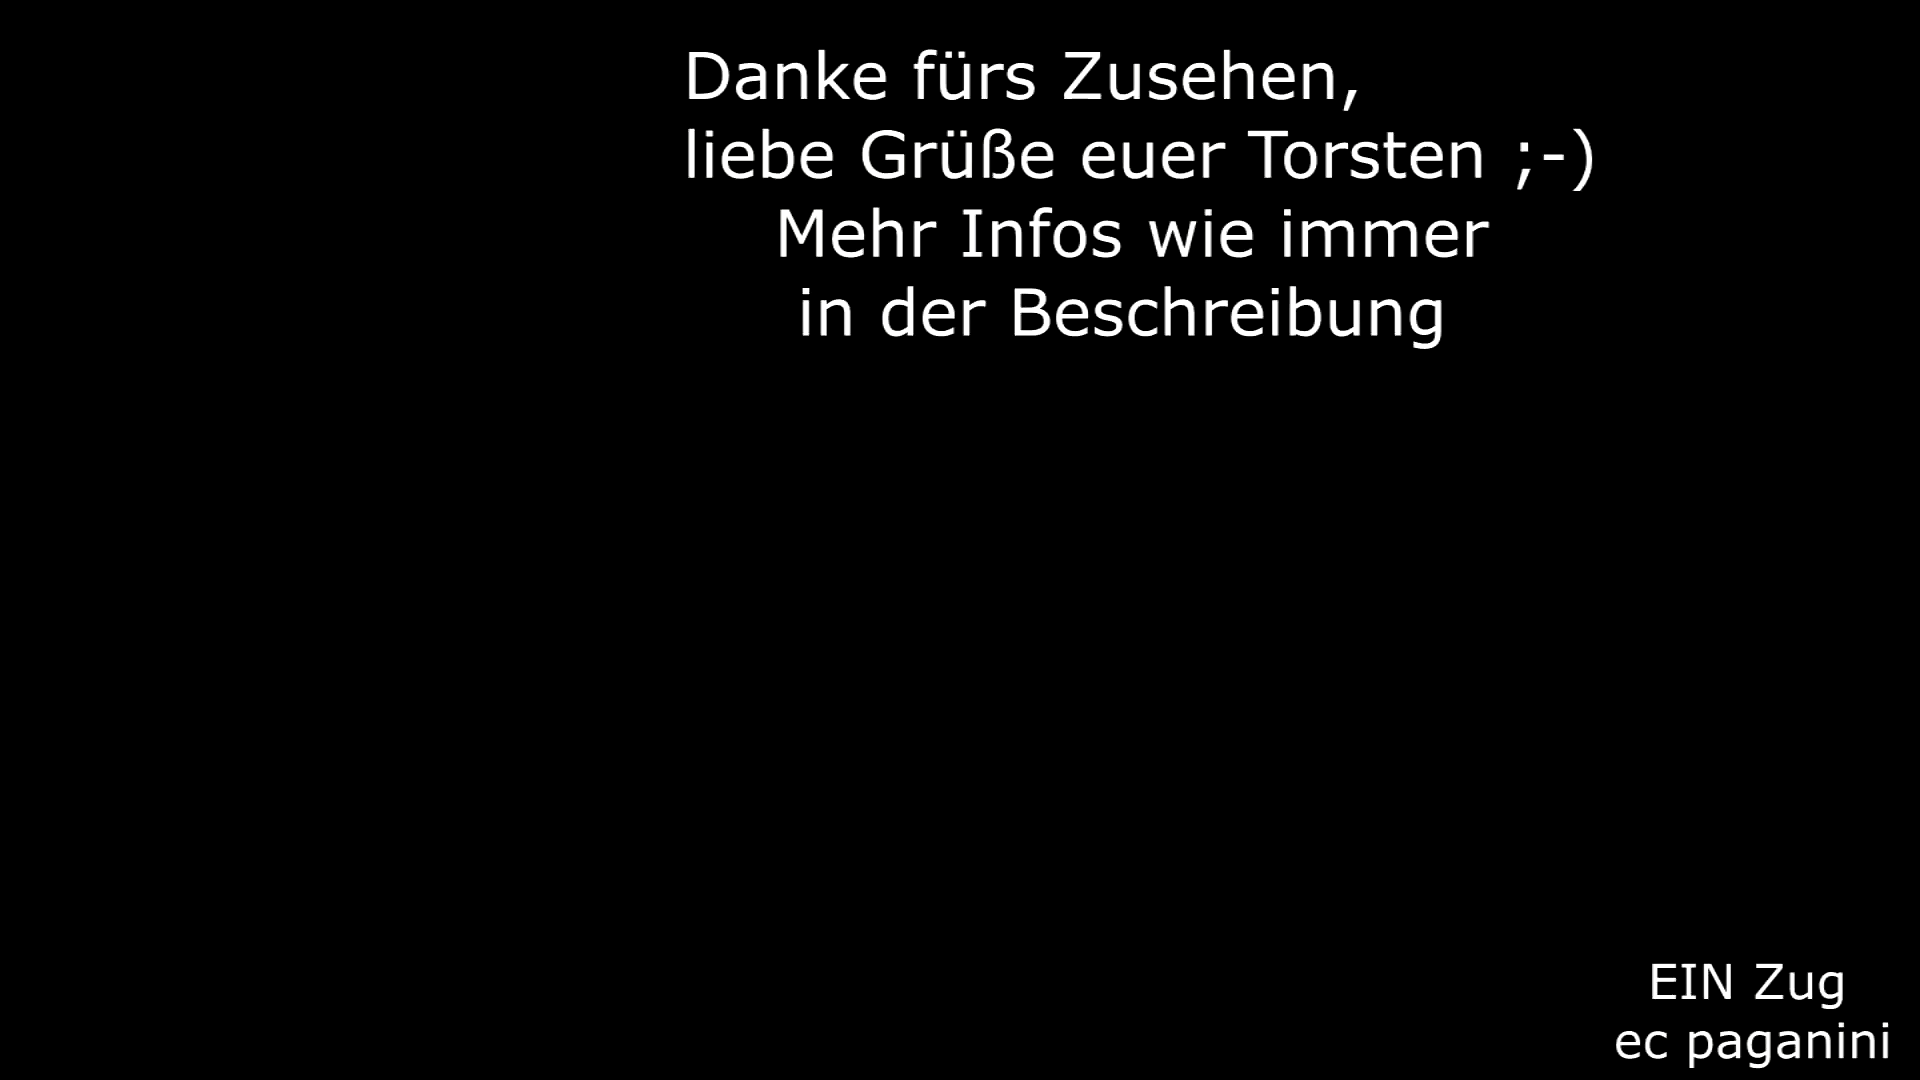 Danke fürs Zusehen,
liebe Grüße euer Torsten ;-)
Mehr Infos wie immer
in der Beschreibung
EIN Zug
ec paganini